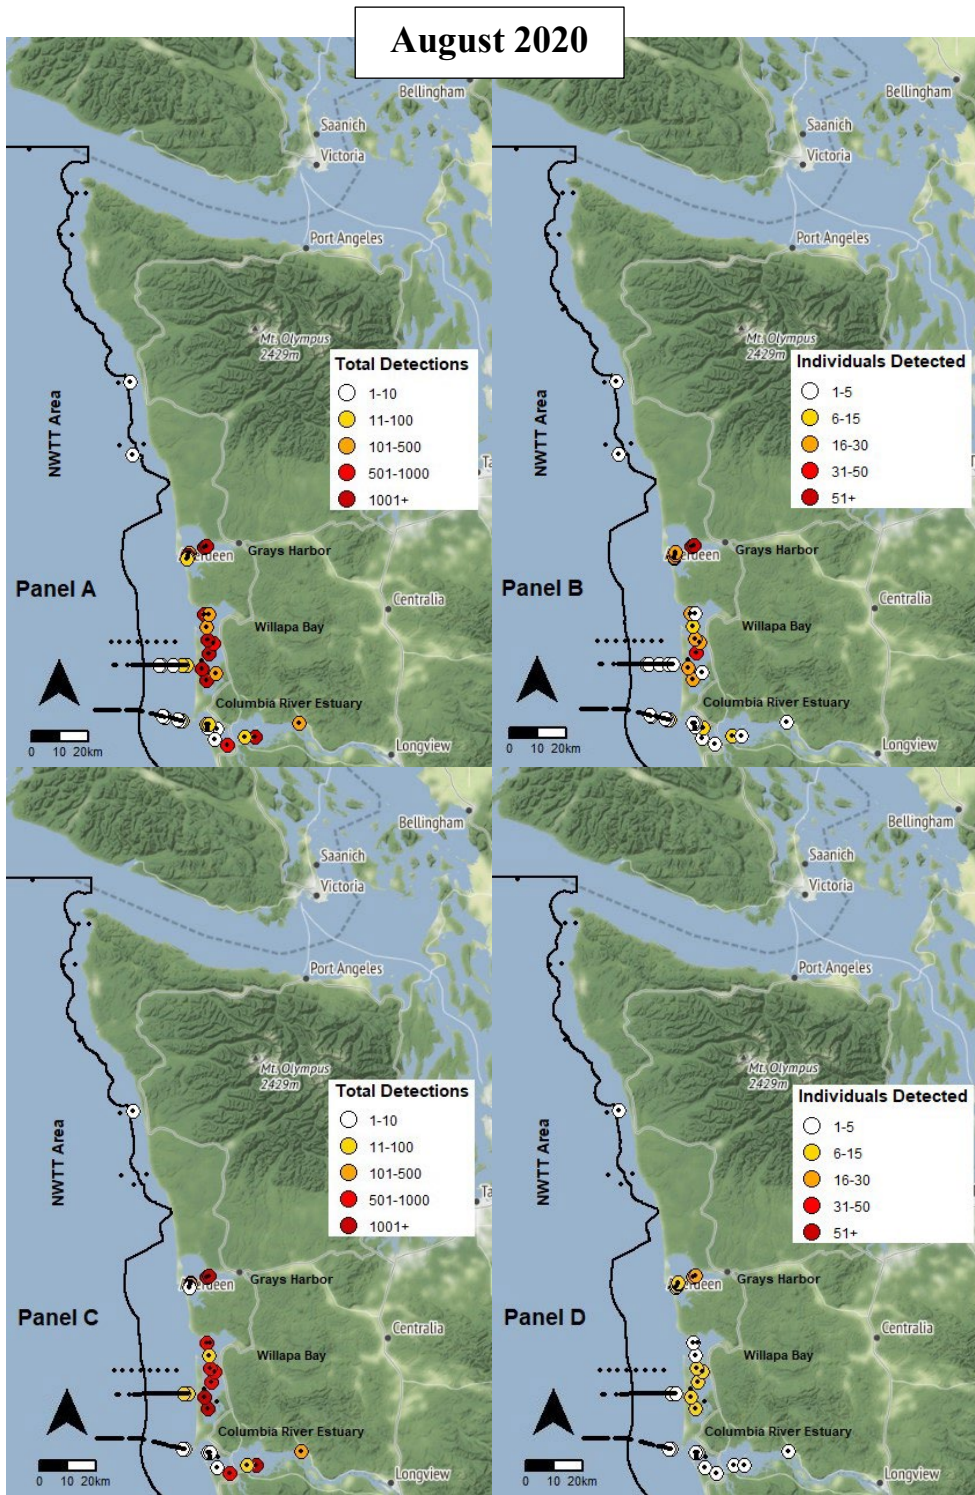 August 2020
Bellingham
Saanich
Victoria
Port Angeles
Mt. Olympus
2429m
NWTT Area
Total Detections
1-10
11-100
101-500
501-1000
1001+
Grays Harbor
Panel A
Centralia
Willapa Bay
Columbia River Estuary
0 10 20km
Longview
Bellingham
Saanich
Victoria
Port Angeles
Mt. Olympus
2429m
NWTT Area
Individuals Detected
1-5
6-15
16-30
31-50
51+
Aberdeen
Grays Harbor
Panel B
Centralia
Willapa Bay
Columbia River Estuary
0 10 20km
Longview
Bellingham
Saanich
Victoria
Port Angeles
Mt. Olympus
2429m
NWTT Area
Total Detections
1-10
11-100
101-500
501-1000
1001+
Grays Harbor
Panel C
Centralia
Willapa Bay
Columbia River Estuary
0 10 20km
Longview
Bellingham
Saanich
Victoria
Port Angeles
Mt. Olympus
2429m
NWTT Area
Individuals Detected
1-5
6-15
16-30
31-50
51+
Grays Harbor
Panel D
Centralia
Willapa Bay
Columbia River Estuary
0 10 20km
Longview